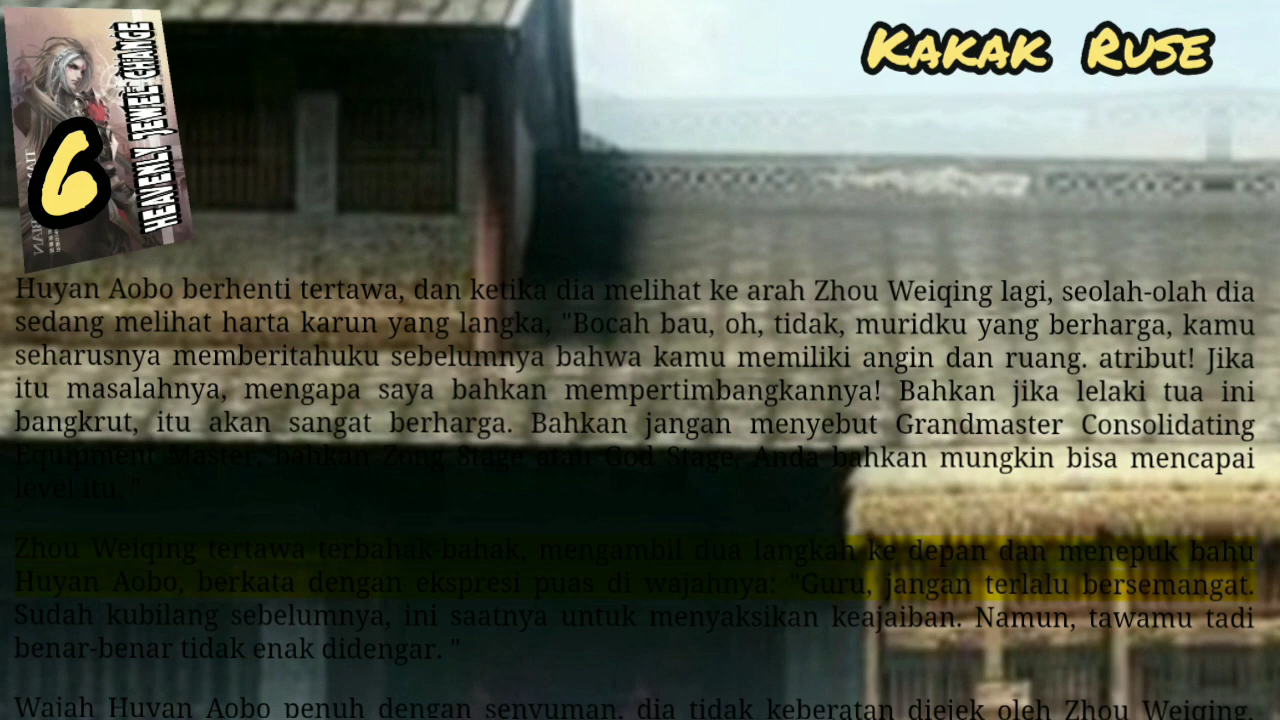 Kakak Ruse
HEAVENLY JEWEL CHANGE
6
Huyan Aobo berhenti tertawa, dan ketika dia melihat ke arah Zhou Weiqing lagi, seolah-olah dia
sedang melihat harta karun yang langka, "Bocah bau, oh, tidak, muridku yang berharga, kamu
seharusnya memberitahuku sebelumnya bahwa kamu memiliki angin dan ruang. atribut! Jika
itu masalahnya, mengapa saya bahkan mempertimbangkannya! Bahkan jika lelaki tua ini
bangkrut, itu akan sangat berharga. Bahkan jangan menyebut Grandmaster Consolidating
Equipment Master, bahkan Zong Stage atau God Stage, Anda bahkan mungkin bisa mencapai
level itu. "
Zhou Weiqing tertawa terbahak-bahak, mengambil dua langkah ke depan dan menepuk bahu
Huyan Aobo, berkata dengan ekspresi puas di wajahnya: "Guru, jangan terlalu bersemangat.
Sudah kubilang sebelumnya, ini saatnya untuk menyaksikan keajaiban. Namun, tawamu tadi
benar-benar tidak enak didengar. "
Wajah Huyan Aobo penuh dengan senyuman, dia tidak keberatan diejek oleh Zhou Weiqing,